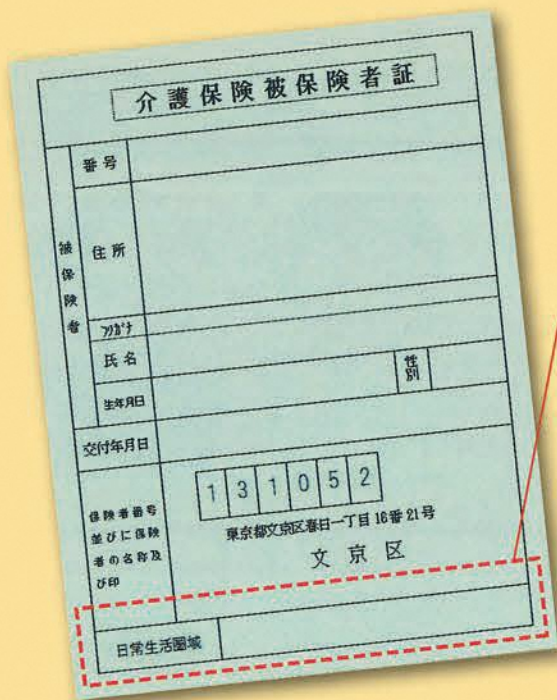 介護保険被保険者証
被保険者
番号
住所
フリガナ
氏名
生年月日
性別
交付年月日
保険者番号
並びに保険
者の名称及
び印
131052
東京都文京区春日一丁目16番21号
文京区
日常生活圏域